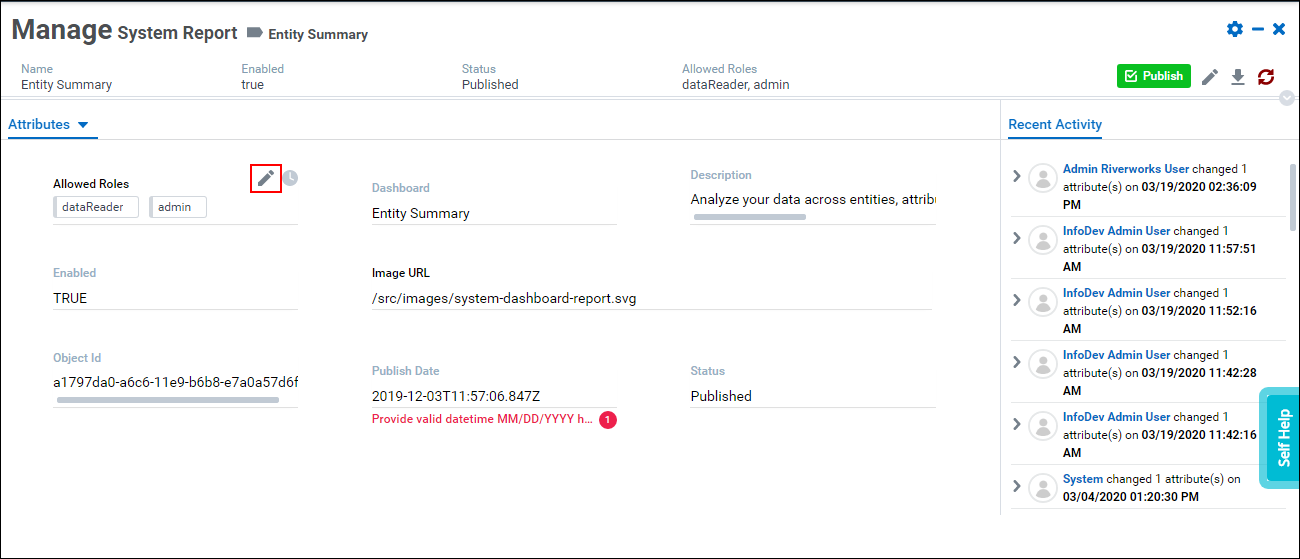 Manage System Report Entity Summary
Name
Entity Summary
Enabled
true
Status
Published
Allowed Roles
dataReader, admin
Publish
Attributes
Allowed Roles
dataReader
admin
Dashboard
Entity Summary
Description
Analyze your data across entities, attribu
Enabled
TRUE
Image URL
/src/images/system-dashboard-report.svg
Object Id
a1797da0-a6c6-11e9-b6b8-e7a0a57d6f
Publish Date
2019-12-03T11:57:06.847Z
Provide valid datetime MM/DD/YYYY h...
1
Status
Published
Recent Activity
Admin Riverworks User changed 1
attribute(s) on 03/19/2020 02:36:09
PM
InfoDev Admin User changed 1
attribute(s) on 03/19/2020 11:57:51
AM
InfoDev Admin User changed 1
attribute(s) on 03/19/2020 11:52:16
AM
InfoDev Admin User changed 1
attribute(s) on 03/19/2020 11:42:28
AM
InfoDev Admin User changed 1
attribute(s) on 03/19/2020 11:42:16
AM
System changed 1 attribute(s) on
03/04/2020 01:20:30 PM
Self Help